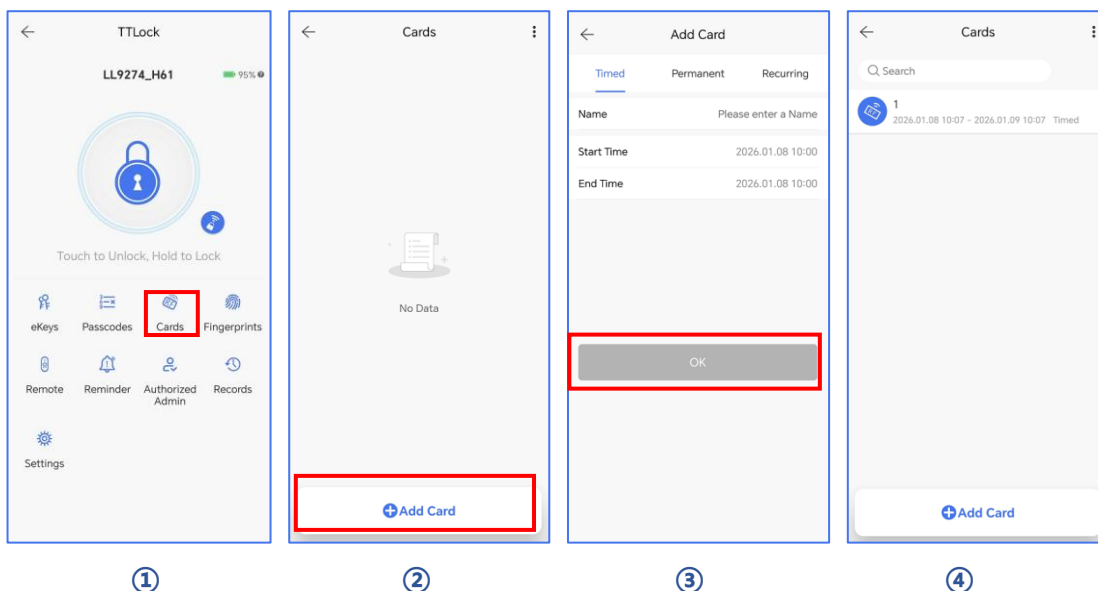 TTLock
LL9274_H61
95%
Touch to Unlock, Hold to Lock
eKeys
Passcodes
Cards
Fingerprints
Remote
Reminder
Authorized
Admin
Records
Settings
①
Cards
No Data
Add Card
②
Add Card
Timed
Permanent
Recurring
Name
Please enter a Name
Start Time
2026.01.08 10:00
End Time
2026.01.08 10:00
OK
③
Cards
Search
1
2026.01.08 10:07 - 2026.01.09 10:07 Timed
Add Card
④